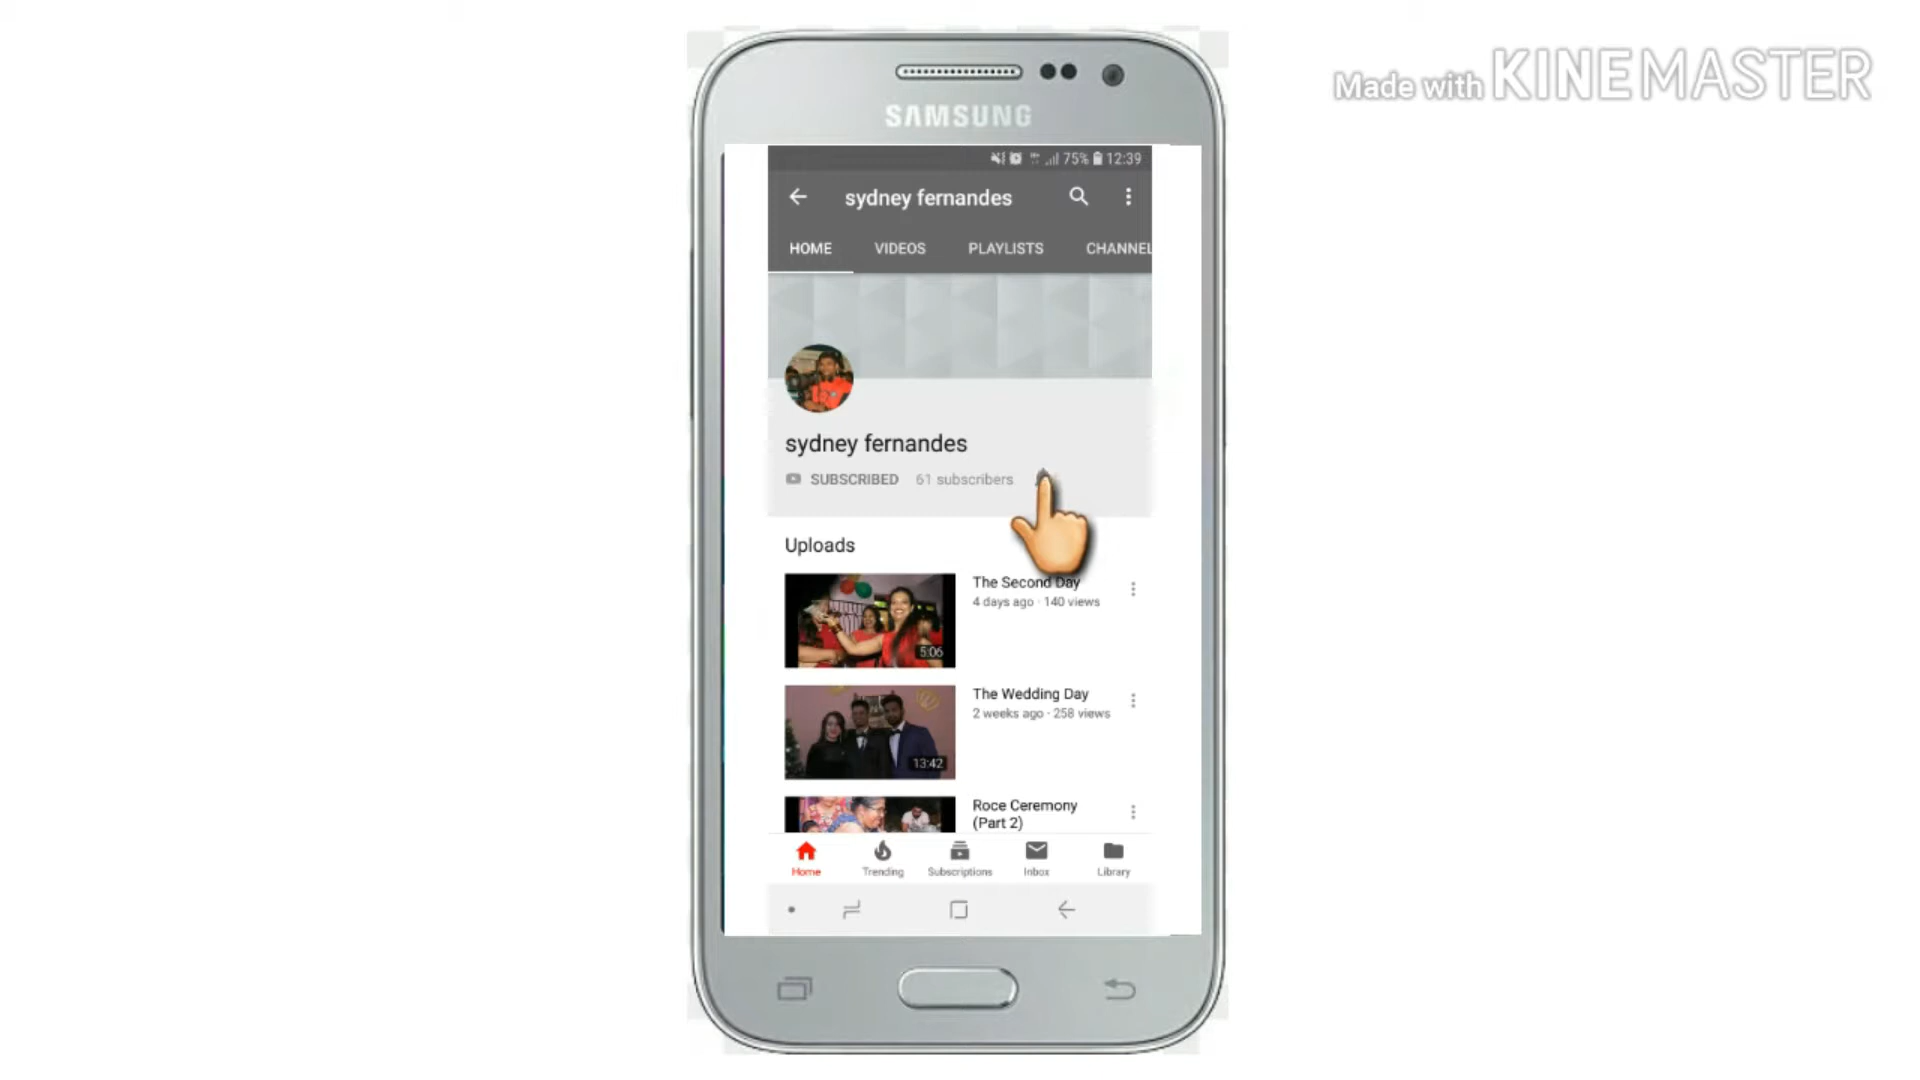 Made with KINEMASTER
SAMSUNG
75% 12:39
sydney fernandes
HOME VIDEOS PLAYLISTS CHANNEL
sydney fernandes
SUBSCRIBED 61 subscribers
Uploads
The Second Day
4 days ago · 140 views
5:06
The Wedding Day
2 weeks ago · 258 views
13:42
Roce Ceremony
(Part 2)
Home Trending Subscriptions Inbox Library